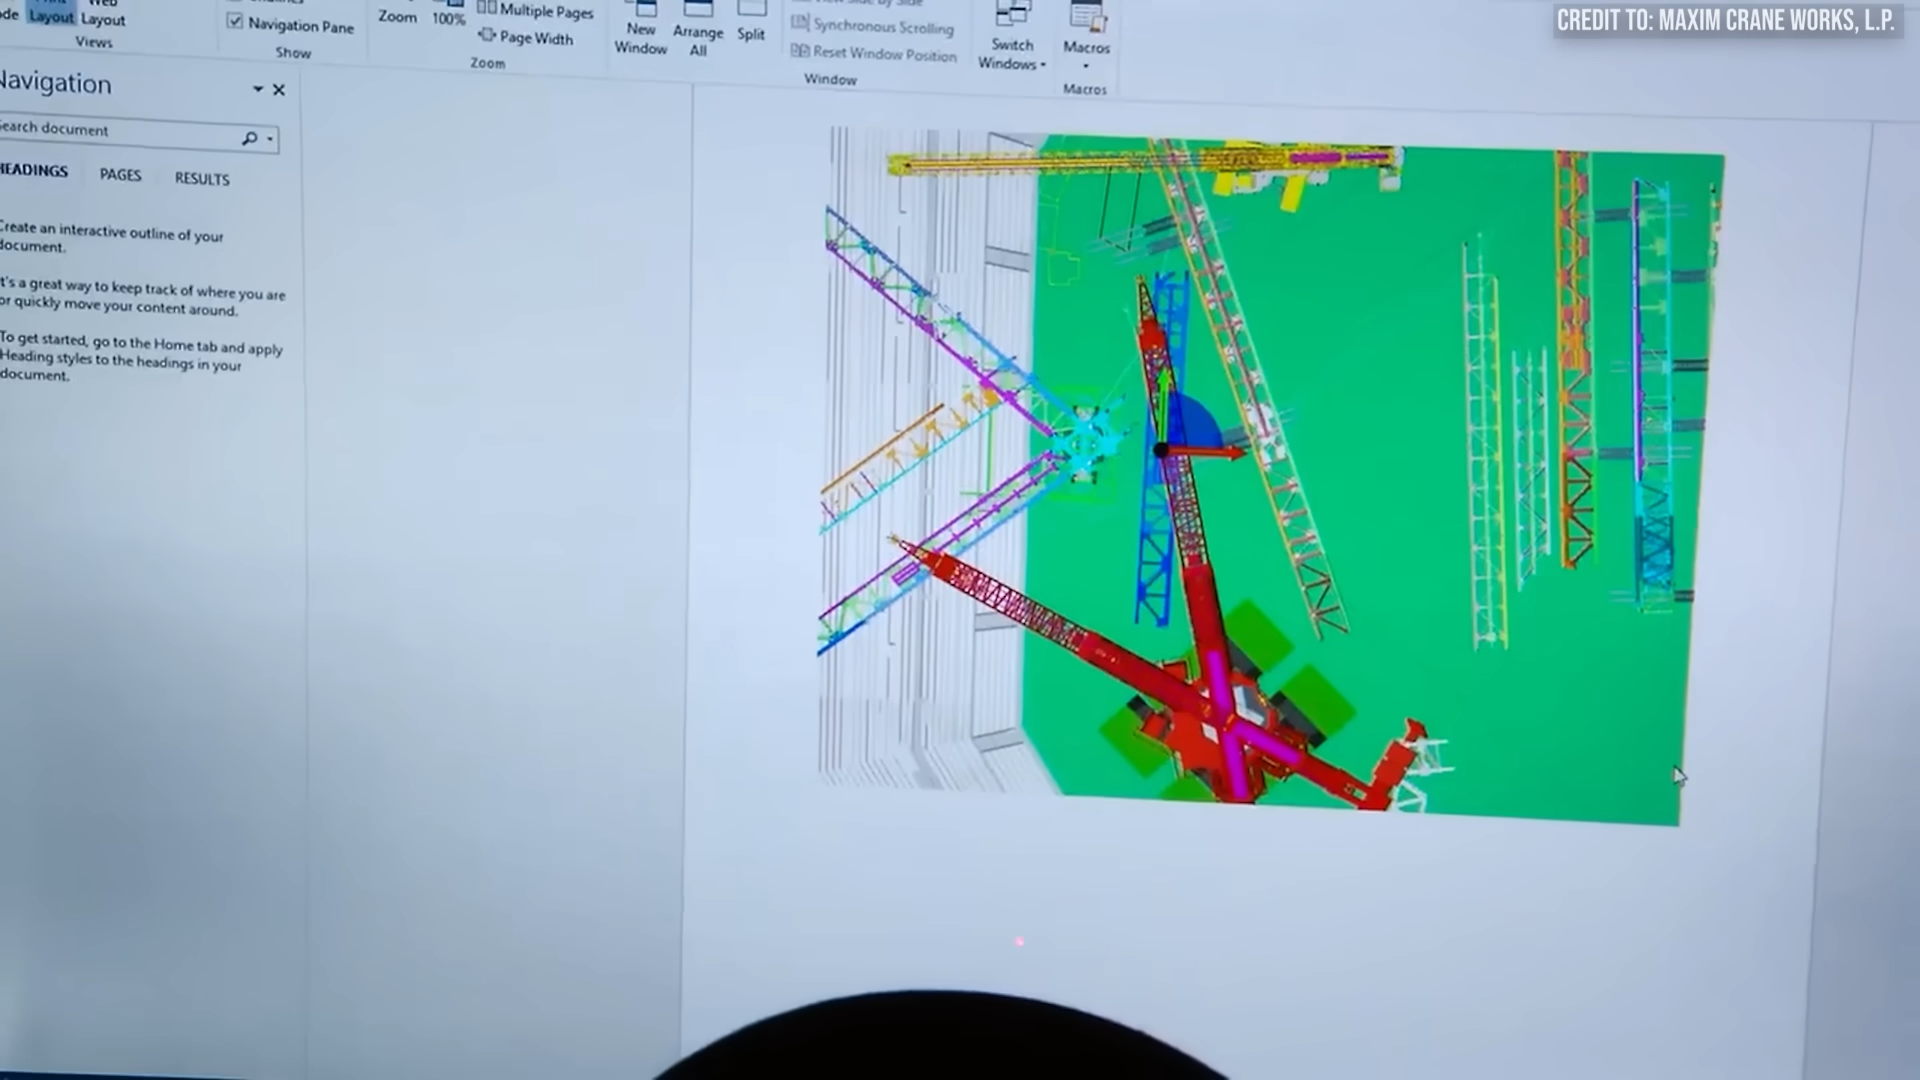 CREDIT TO: MAXIM CRANE WORKS, L.P.
Layout Layout
Views
Navigation Pane
Show
Zoom
100%
Multiple Pages
Page Width
Zoom
New
Window
Arrange
All
Split
Synchronous Scrolling
Reset Window Position
Window
Switch
Windows
Macros
Macros
Navigation
Search document
HEADINGS
PAGES
RESULTS
Create an interactive outline of your
document.
It's a great way to keep track of where you are
or quickly move your content around.
To get started, go to the Home tab and apply
Heading styles to the headings in your
document.